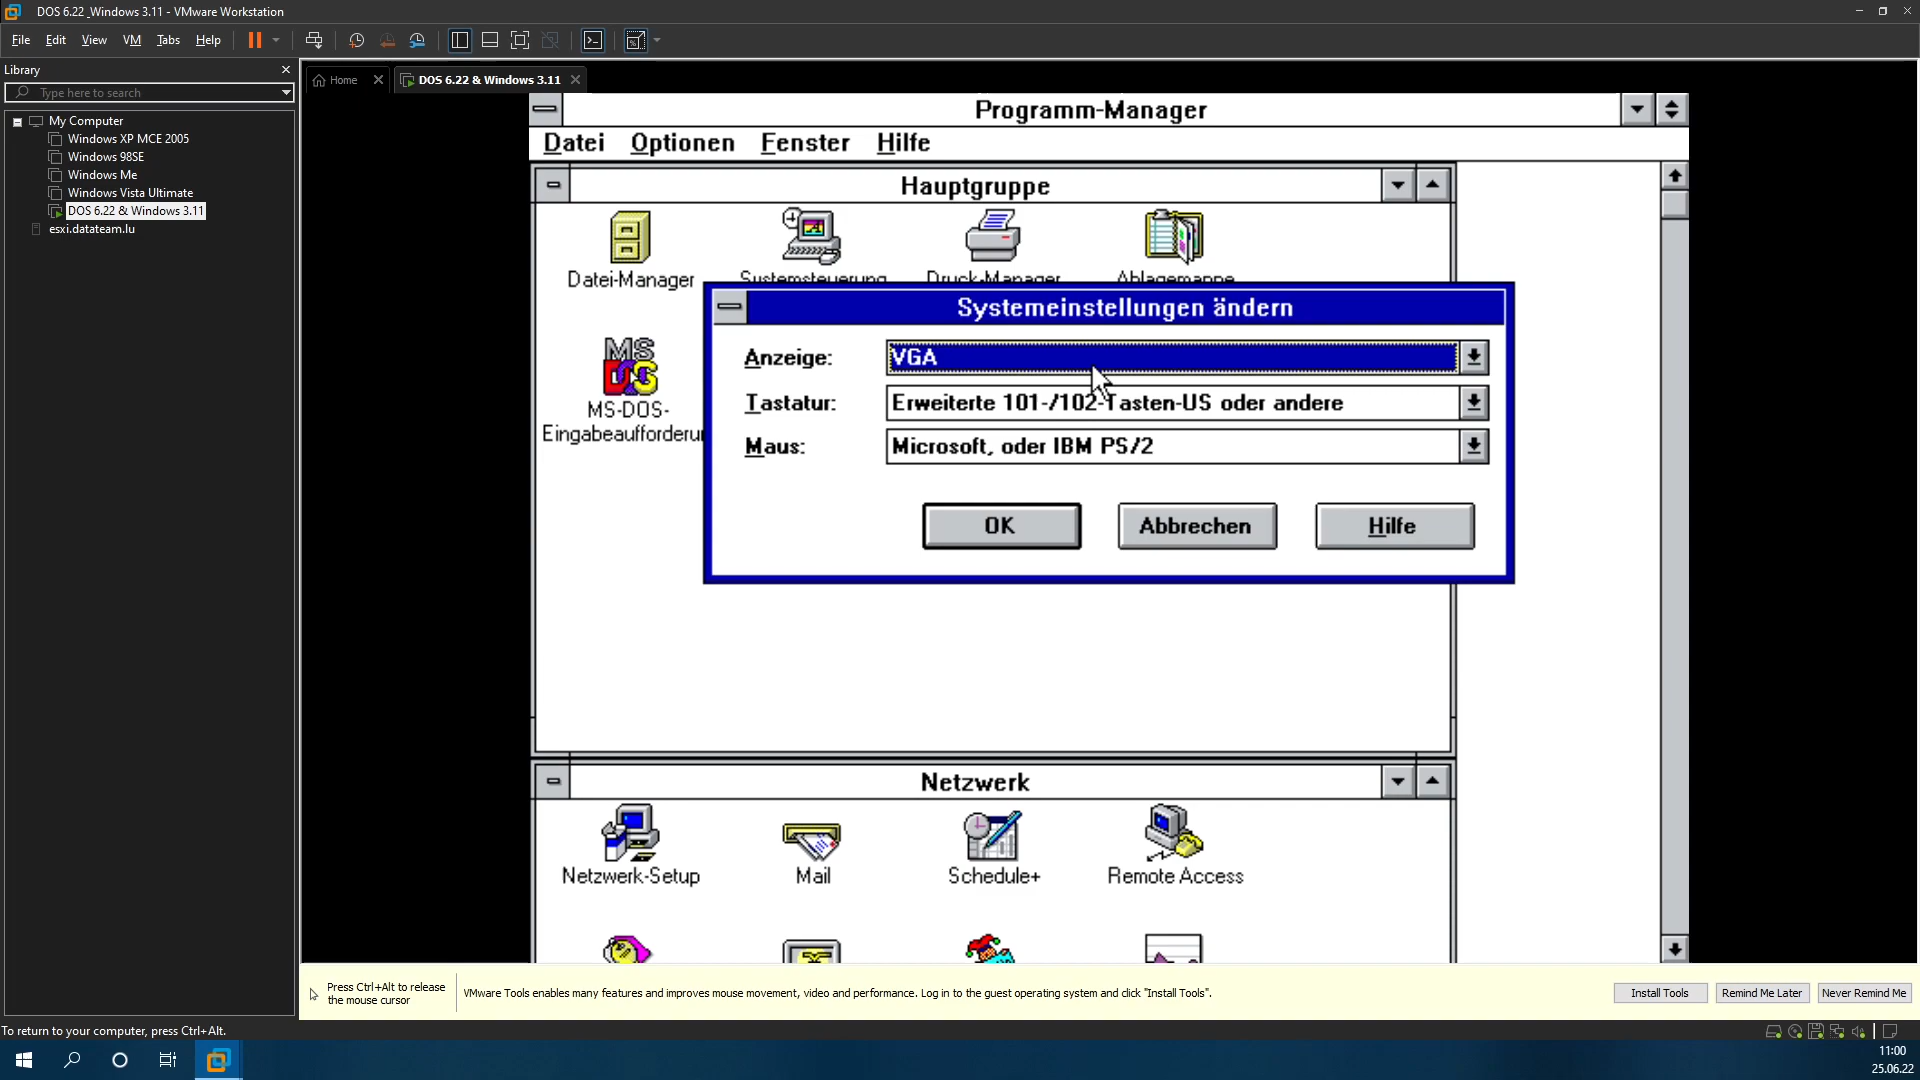 DOS 6.22 _Windows 3.11 - VMware Workstation
File Edit View VM Tabs Help
Library
Type here to search
My Computer
Windows XP MCE 2005
Windows 98SE
Windows Me
Windows Vista Ultimate
DOS 6.22 & Windows 3.11
esxi.datateam.lu
Home
DOS 6.22 & Windows 3.11
Programm-Manager
Datei Optionen Fenster Hilfe
Hauptgruppe
Datei-Manager Systemsteuerung Druck-Manager Ablagemappe
MS-DOS-
Eingabeaufforderu
Systemeinstellungen ändern
Anzeige: VGA
Tastatur: Erweiterte 101-/102-Tasten-US oder andere
Maus: Microsoft, oder IBM PS/2
OK Abbrechen Hilfe
Netzwerk
Netzwerk-Setup Mail Schedule+ Remote Access
Press Ctrl+Alt to release
the mouse cursor
VMware Tools enables many features and improves mouse movement, video and performance. Log in to the guest operating system and click "Install Tools".
Install Tools Remind Me Later Never Remind Me
To return to your computer, press Ctrl+Alt.
11:00
25.06.22